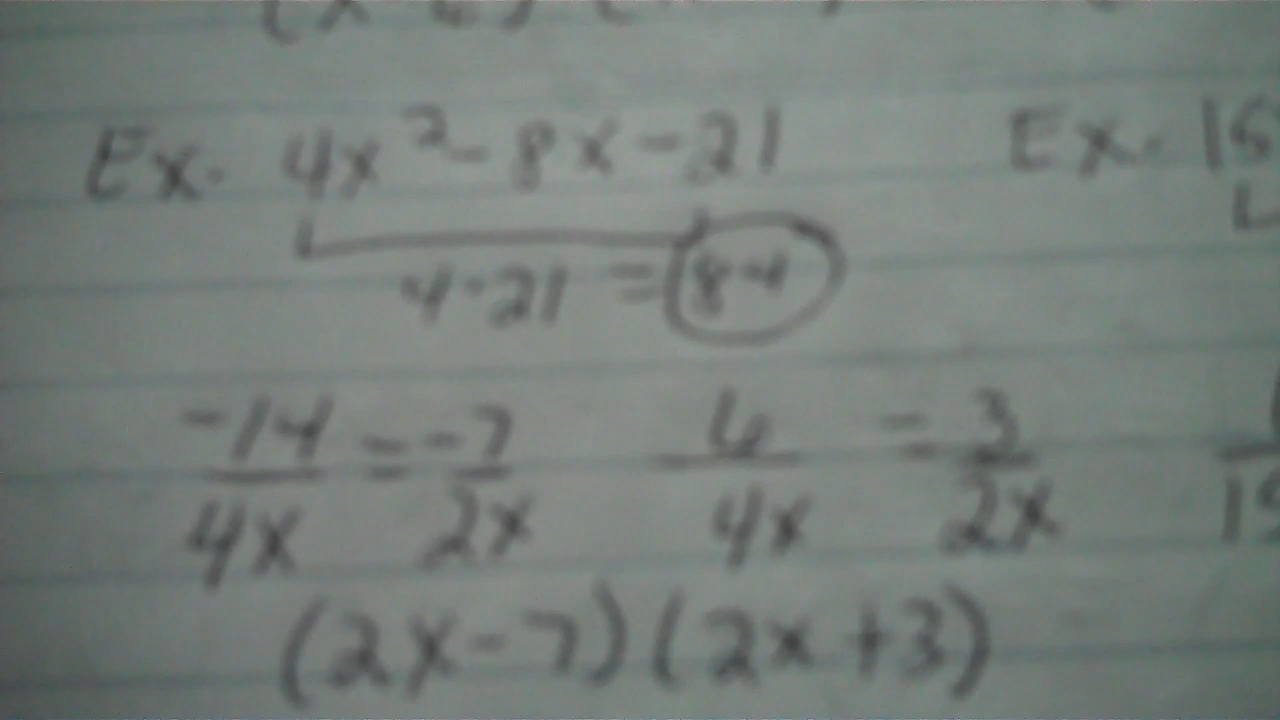 Ex. 4x² - 8x - 21
Ex. 15
4·21 = 84
-14/4x = -7/2x 6/4x = 3/2x
(2x - 7)(2x + 3)